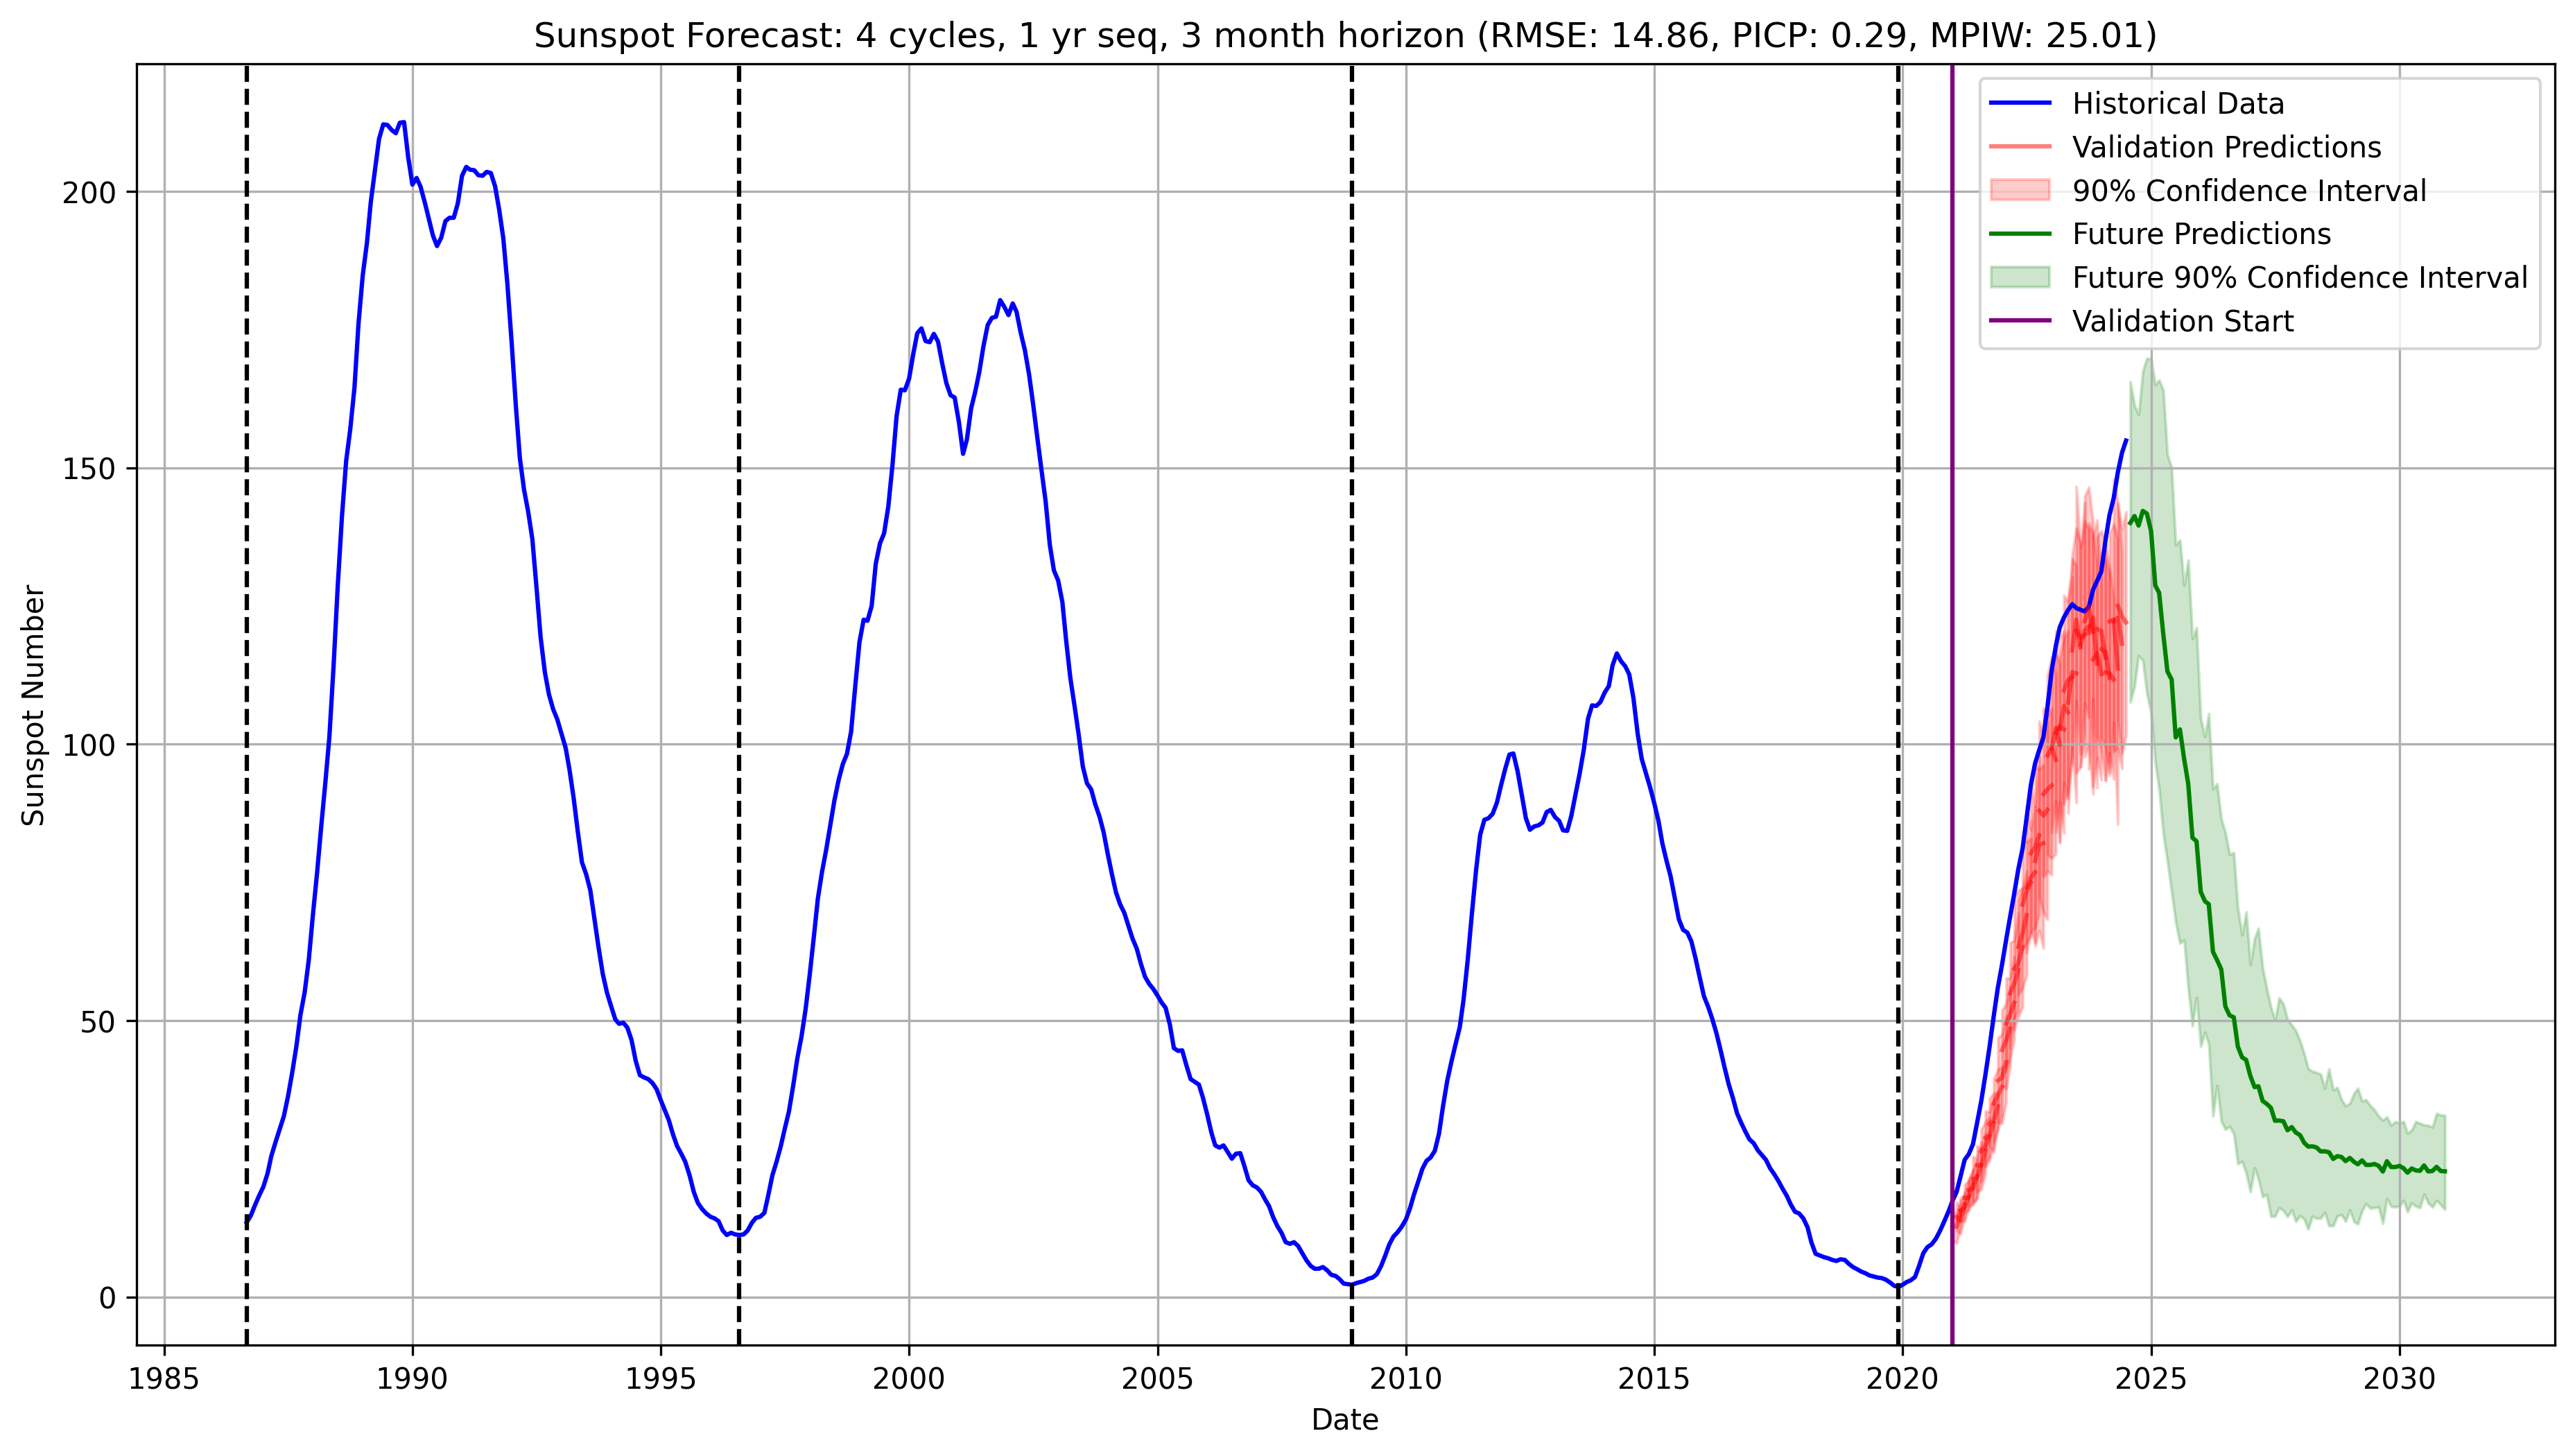 Sunspot Forecast: 4 cycles, 1 yr seq, 3 month horizon (RMSE: 14.86, PICP: 0.29, MPIW: 25.01)
Historical Data
Validation Predictions
90% Confidence Interval
Future Predictions
Future 90% Confidence Interval
Validation Start
Sunspot Number
200
150
100
50
0
1985 1990 1995 2000 2005 2010 2015 2020 2025 2030
Date